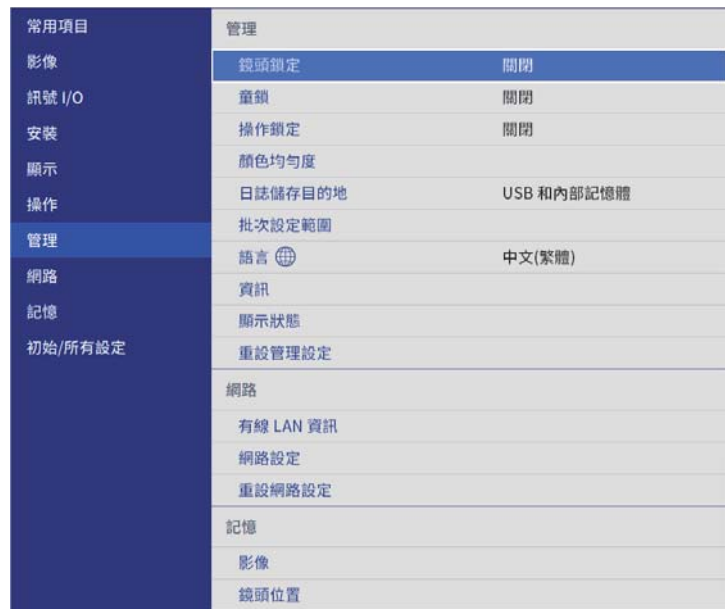 常用項目
影像
訊號 I/O
安裝
顯示
操作
管理
網路
記憶
初始/所有設定
管理
鏡頭鎖定 關閉
童鎖 關閉
操作鎖定 關閉
顏色均勻度
日誌儲存目的地 USB 和內部記憶體
批次設定範圍
語言 中文(繁體)
資訊
顯示狀態
重設管理設定
網路
有線 LAN 資訊
網路設定
重設網路設定
記憶
影像
鏡頭位置